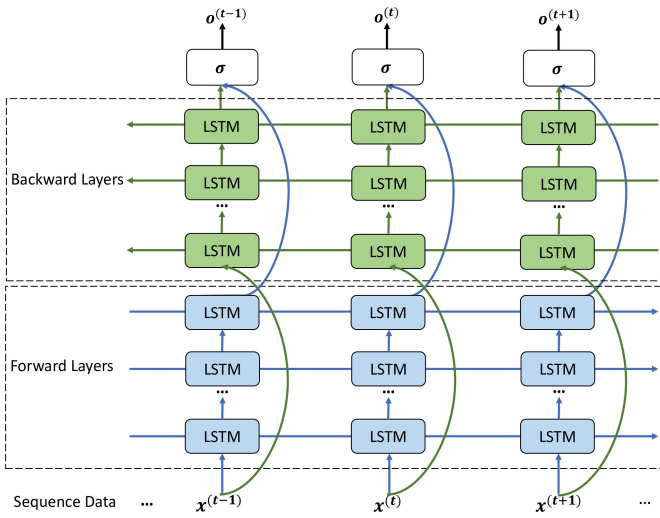 o^(t-1) o^(t) o^(t+1)
σ σ σ
LSTM LSTM LSTM
Backward Layers LSTM LSTM LSTM
... ... ...
LSTM LSTM LSTM
LSTM LSTM LSTM
Forward Layers LSTM LSTM LSTM
... ... ...
LSTM LSTM LSTM
Sequence Data ... x^(t-1) x^(t) x^(t+1) ...